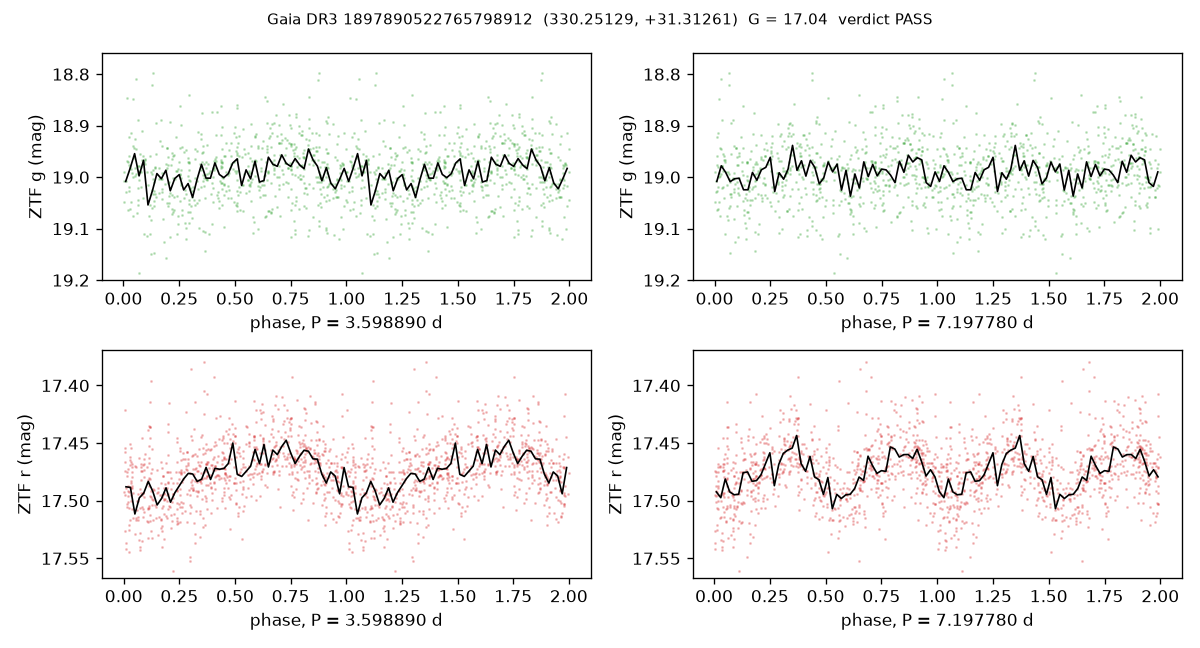 Gaia DR3 1897890522765798912  (330.25129, +31.31261)  G = 17.04  verdict PASS
ZTF g (mag)
18.8
18.9
19.0
19.1
19.2
0.00 0.25 0.50 0.75 1.00 1.25 1.50 1.75 2.00
phase, P = 3.598890 d
ZTF g (mag)
18.8
18.9
19.0
19.1
19.2
0.00 0.25 0.50 0.75 1.00 1.25 1.50 1.75 2.00
phase, P = 7.197780 d
ZTF r (mag)
17.40
17.45
17.50
17.55
0.00 0.25 0.50 0.75 1.00 1.25 1.50 1.75 2.00
phase, P = 3.598890 d
ZTF r (mag)
17.40
17.45
17.50
17.55
0.00 0.25 0.50 0.75 1.00 1.25 1.50 1.75 2.00
phase, P = 7.197780 d